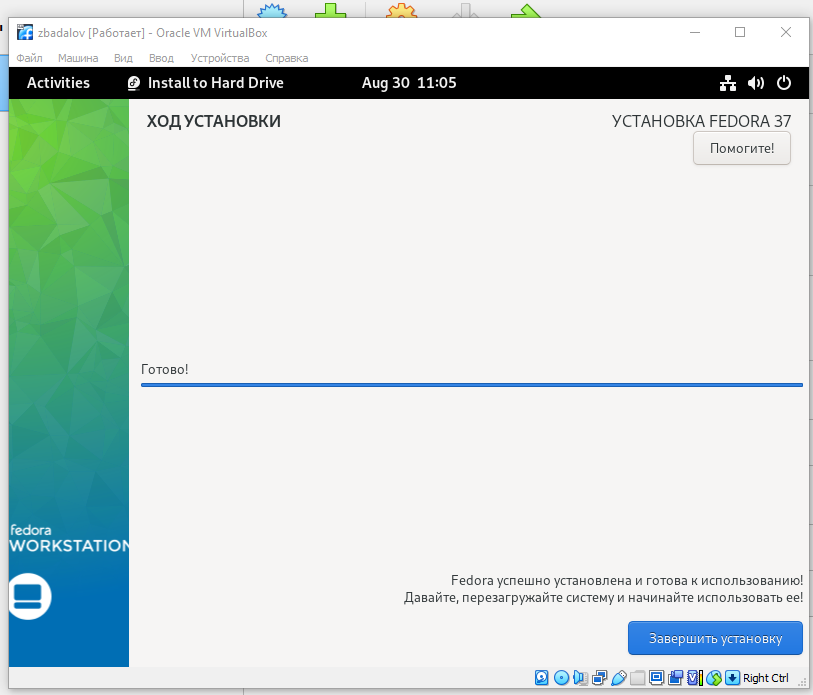 zbadalov [Работает] - Oracle VM VirtualBox
Файл Машина Вид Ввод Устройства Справка
Activities Install to Hard Drive Aug 30 11:05
ХОД УСТАНОВКИ
УСТАНОВКА FEDORA 37
Помогите!
Готово!
fedora
WORKSTATION
Fedora успешно установлена и готова к использованию!
Давайте, перезагружайте систему и начинайте использовать ее!
Завершить установку
Right Ctrl